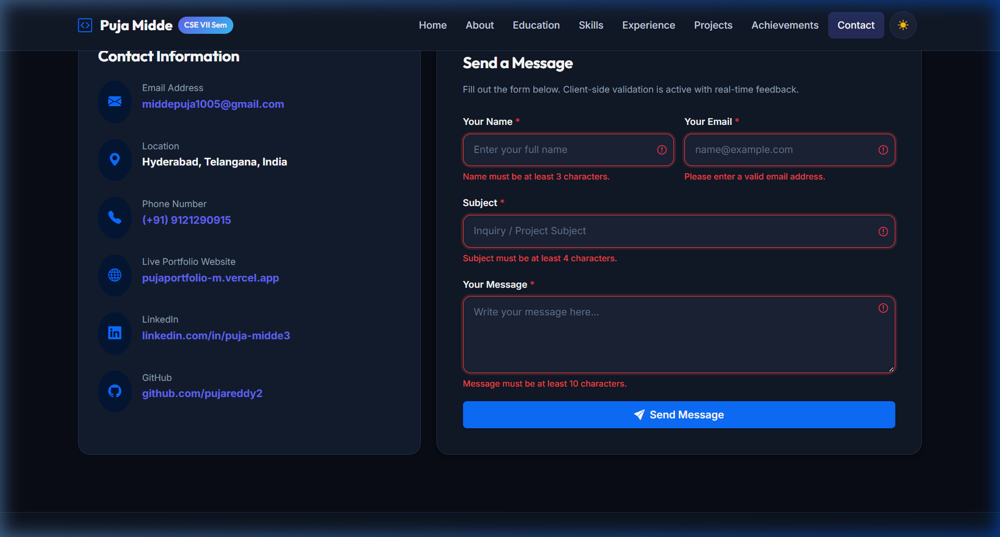 Puja Midde CSE VII Sem
Home About Education Skills Experience Projects Achievements Contact
Contact Information
Email Address
middepuja1005@gmail.com
Location
Hyderabad, Telangana, India
Phone Number
(+91) 9121290915
Live Portfolio Website
pujaportfolio-m.vercel.app
LinkedIn
linkedin.com/in/puja-midde3
GitHub
github.com/pujareddy2
Send a Message
Fill out the form below. Client-side validation is active with real-time feedback.
Your Name *
Enter your full name
Name must be at least 3 characters.
Your Email *
name@example.com
Please enter a valid email address.
Subject *
Inquiry / Project Subject
Subject must be at least 4 characters.
Your Message *
Write your message here...
Message must be at least 10 characters.
Send Message